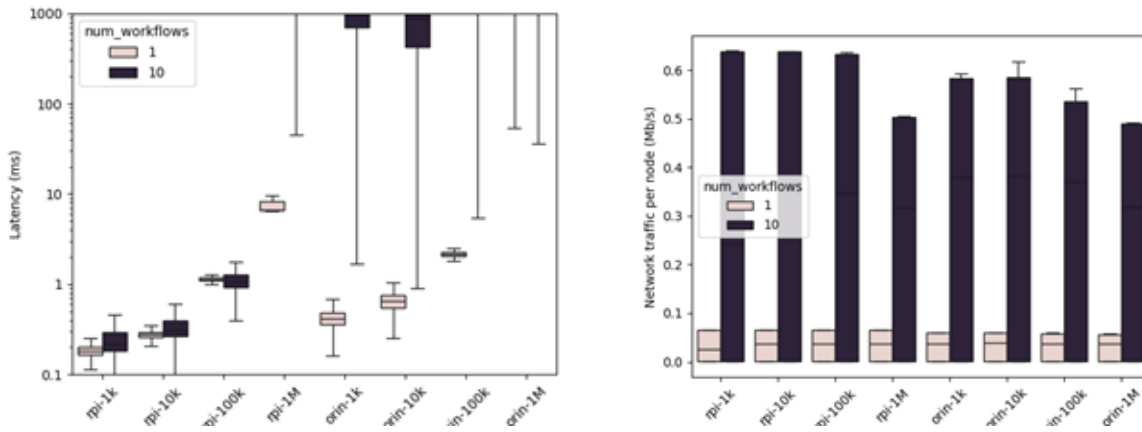 1000
num_workflows
1
10
100
10
1
0.1
Latency (ms)
rpi-1k
rpi-10k
rpi-100k
rpi-1M
orin-1k
orin-10k
orin-100k
orin-1M
0.6
0.5
0.4
0.3
0.2
0.1
0.0
Network traffic per node (Mb/s)
num_workflows
1
10
rpi-1k
rpi-10k
rpi-100k
rpi-1M
orin-1k
orin-10k
orin-100k
orin-1M